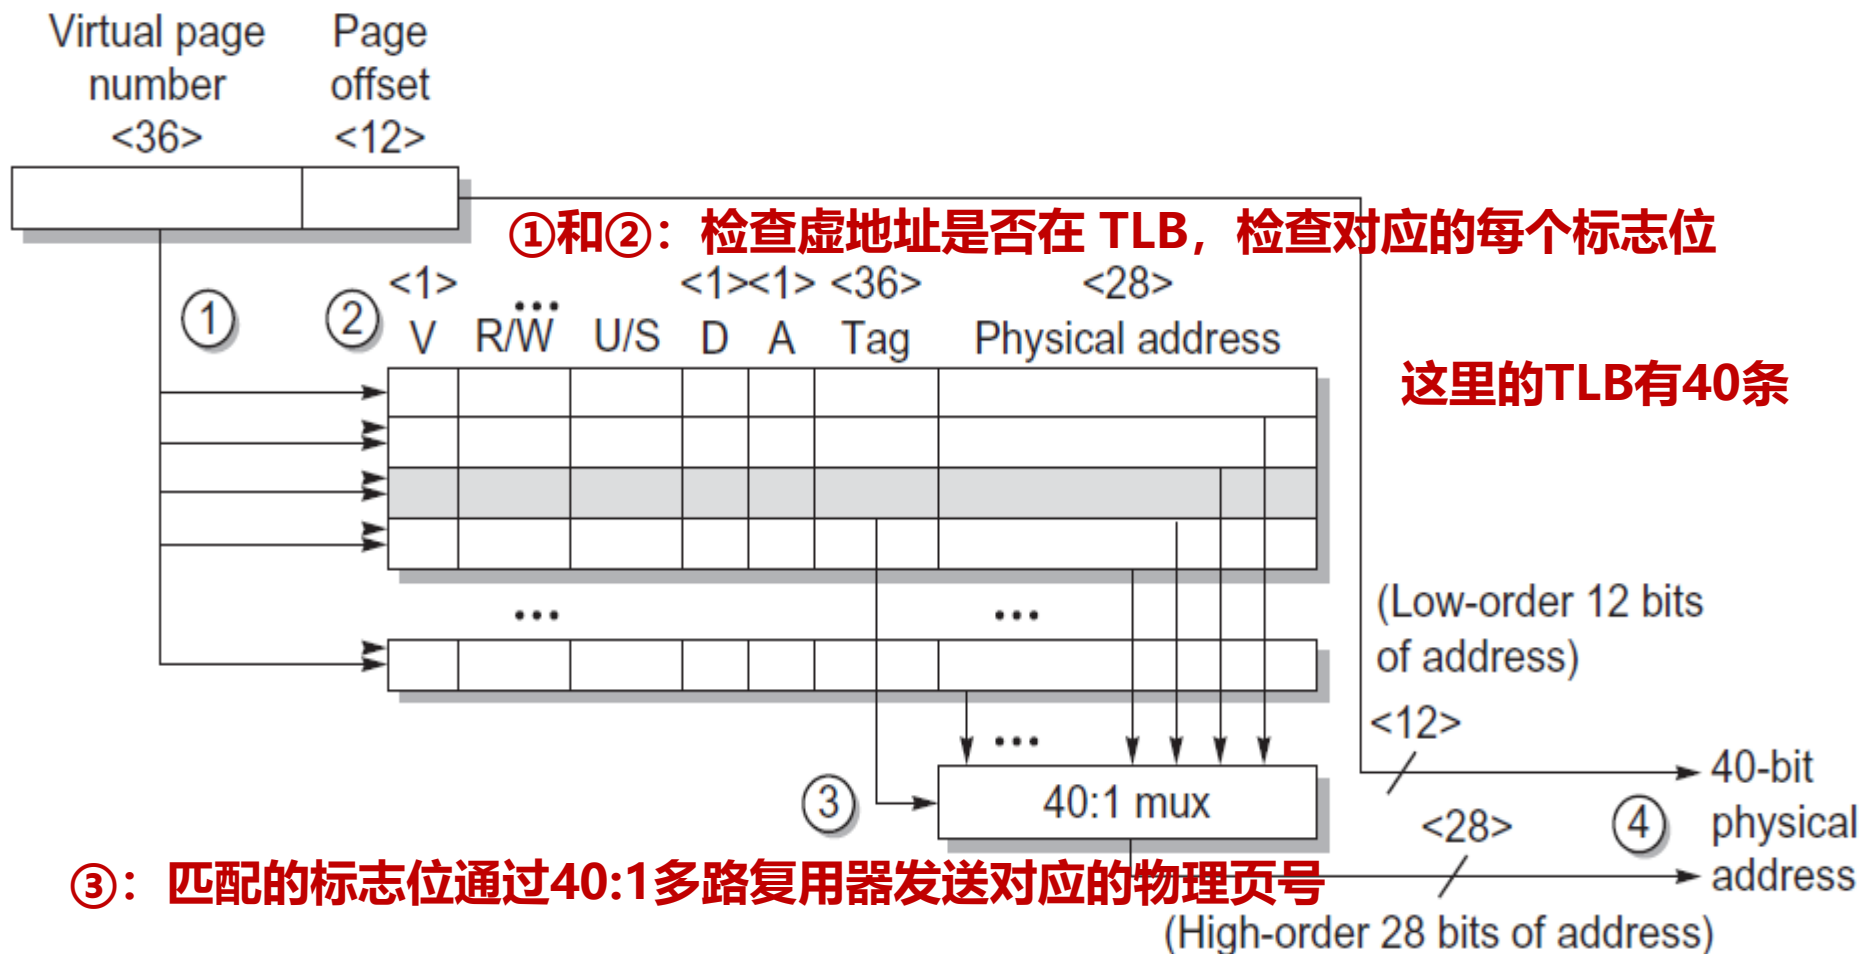 Virtual page number <36>
Page offset <12>
①和②：检查虚地址是否在 TLB，检查对应的每个标志位
<1> ... <1><1> <36> <28>
① ② V R/W U/S D A Tag Physical address
这里的TLB有40条
... ...
(Low-order 12 bits
of address)
<12>
...
③ 40:1 mux
<28> ④
40-bit
physical
address
③：匹配的标志位通过40:1多路复用器发送对应的物理页号
(High-order 28 bits of address)